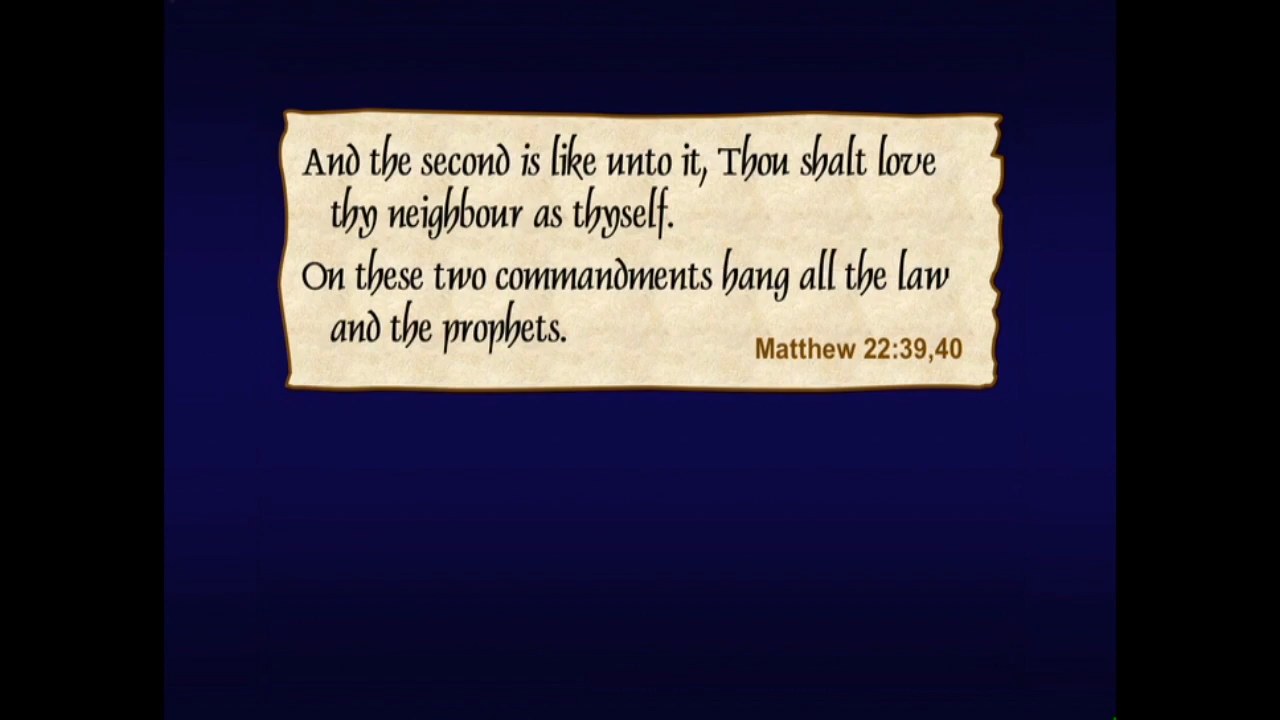 And the second is like unto it, Thou shalt love
thy neighbour as thyself.
On these two commandments hang all the law
and the prophets.
Matthew 22:39,40